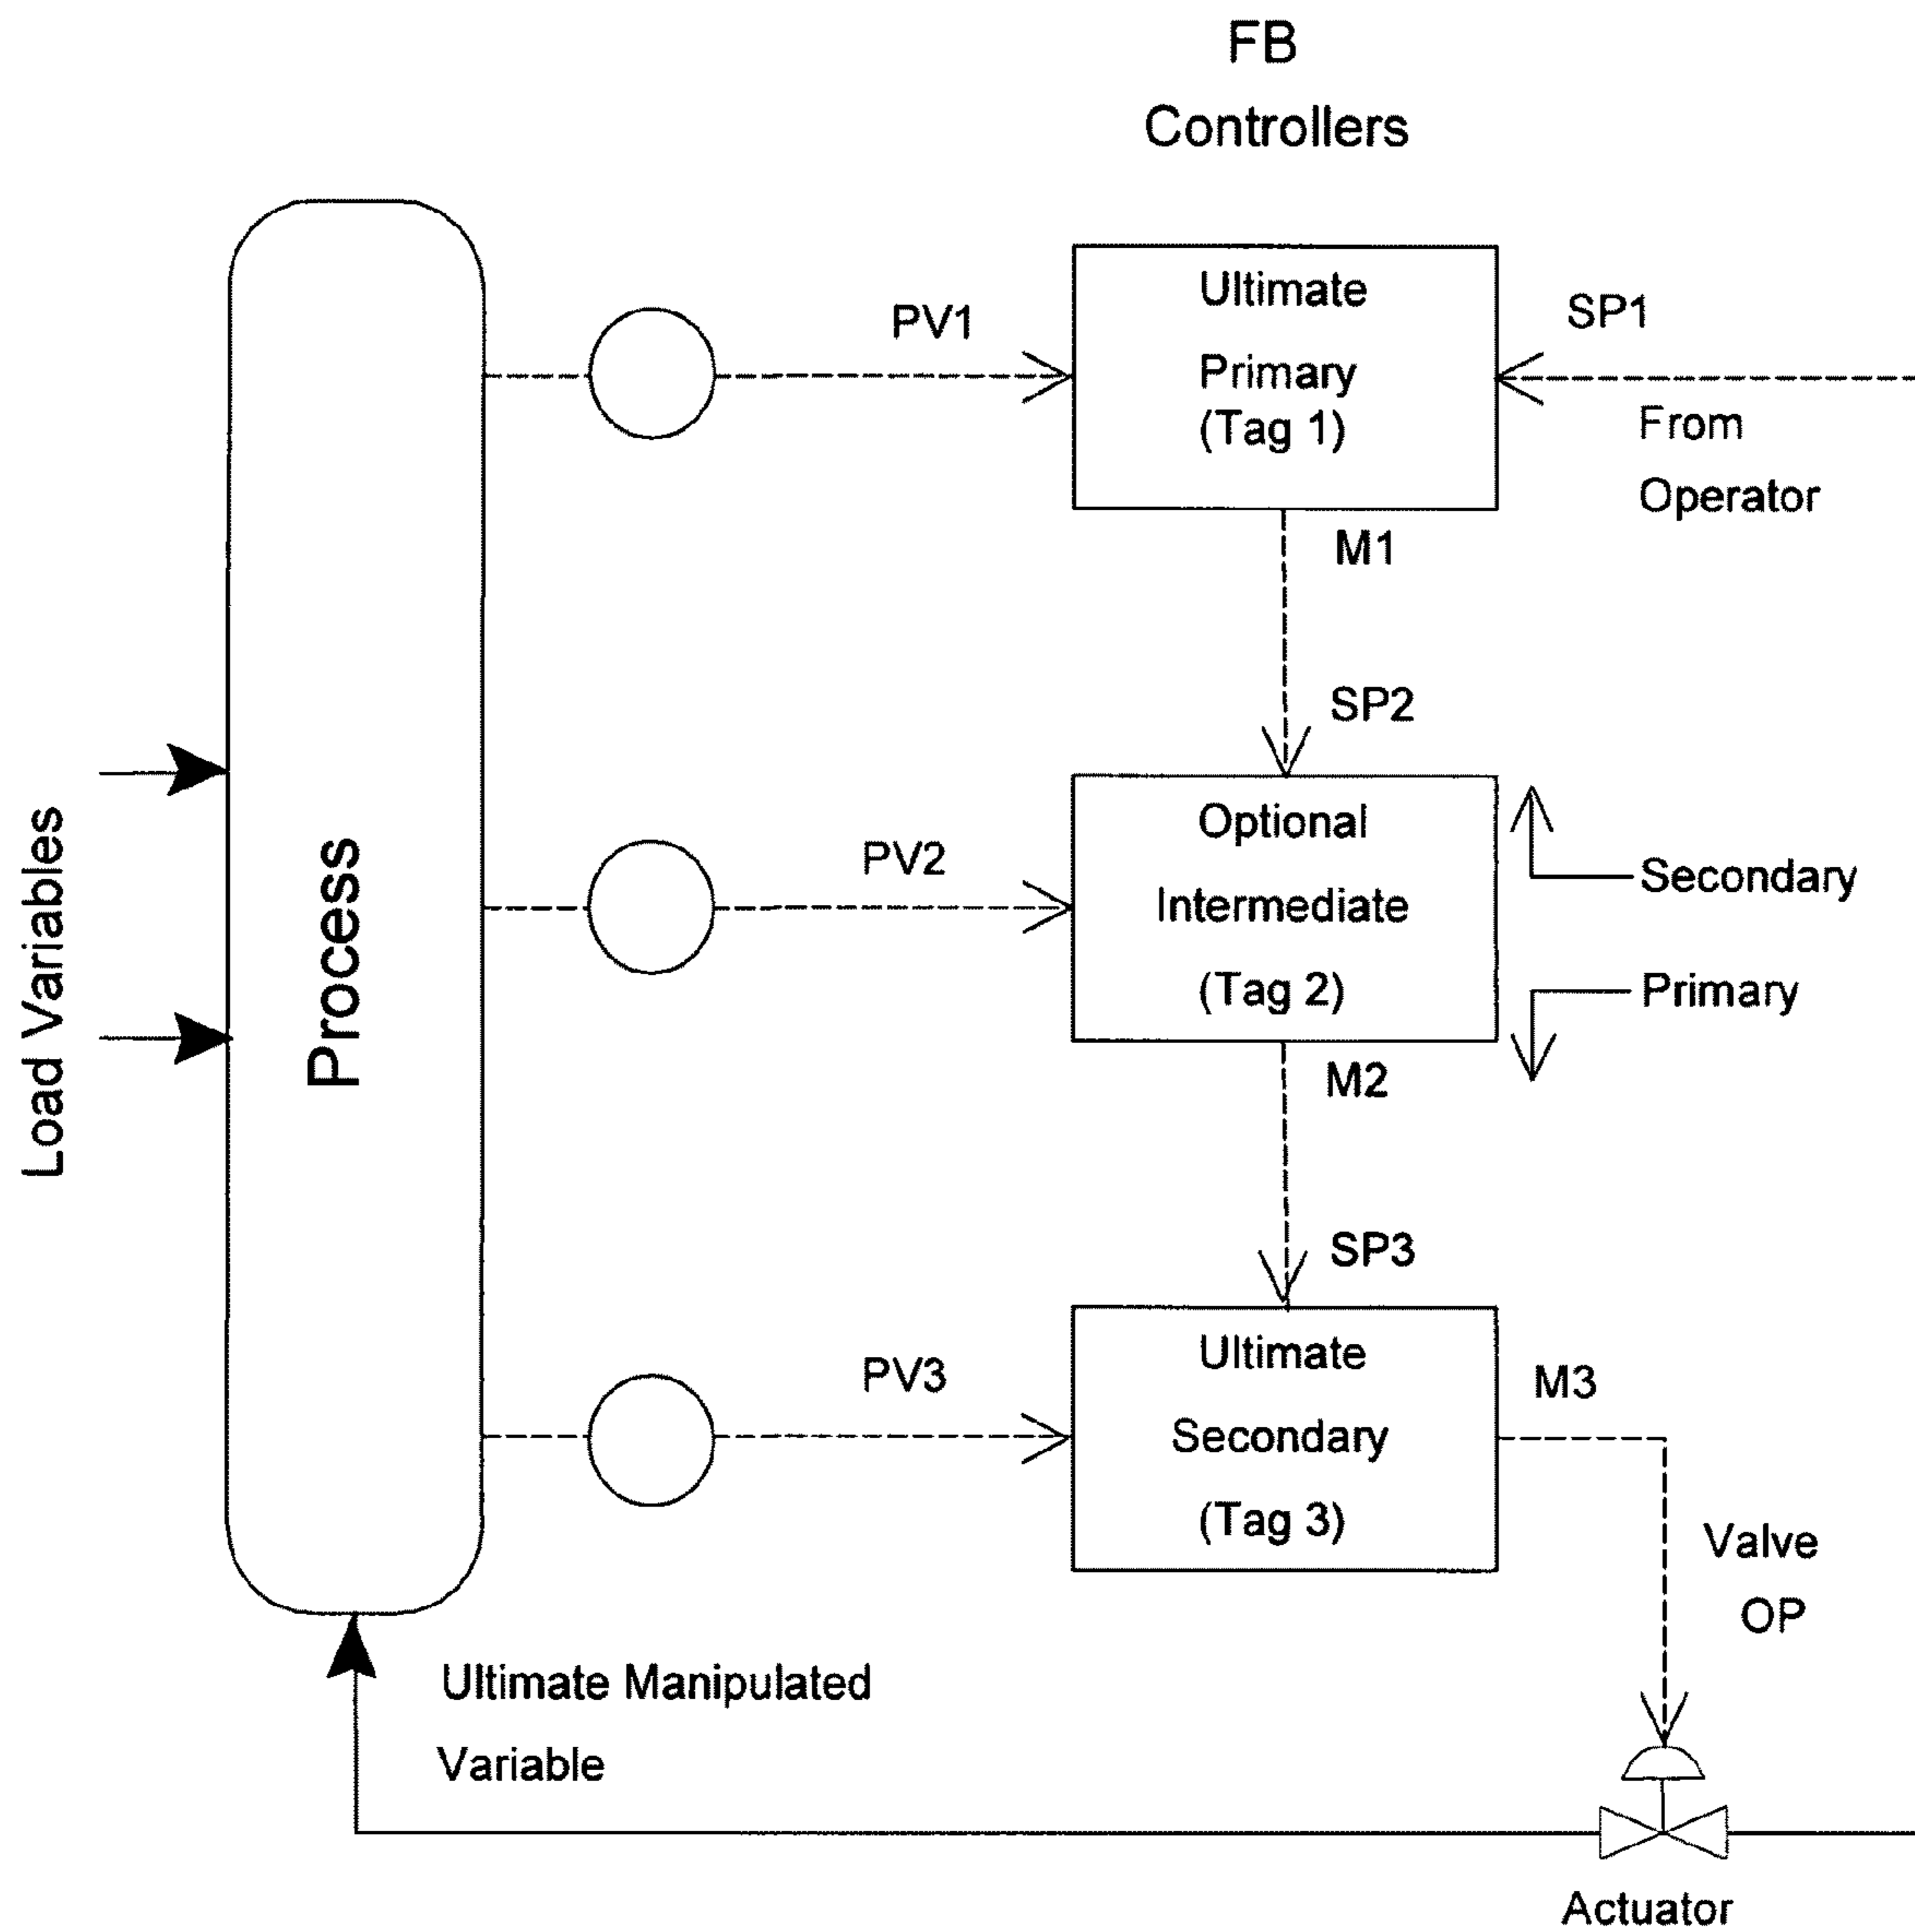 FB
Controllers
Ultimate
Primary
(Tag 1)
PV1
SP1
From
Operator
M1
SP2
Optional
Intermediate
(Tag 2)
PV2
Secondary
Primary
Load Variables
Process
M2
SP3
Ultimate
Secondary
(Tag 3)
PV3
M3
Valve
OP
Ultimate Manipulated
Variable
Actuator